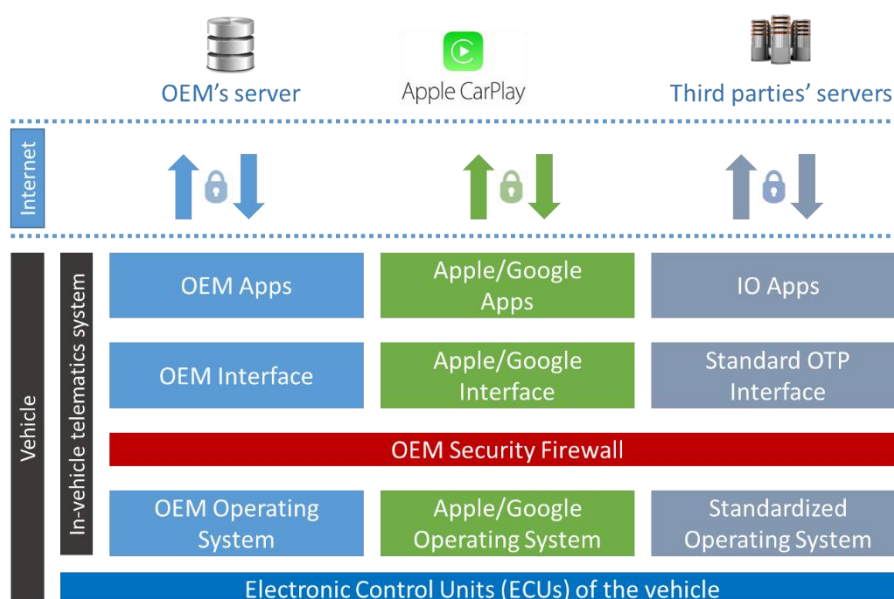 OEM's server
Apple CarPlay
Third parties' servers
Internet
OEM Apps
Apple/Google
Apps
IO Apps
OEM Interface
Apple/Google
Interface
Standard OTP
Interface
OEM Security Firewall
OEM Operating
System
Apple/Google
Operating System
Standardized
Operating System
Vehicle
In-vehicle telematics system
Electronic Control Units (ECUs) of the vehicle